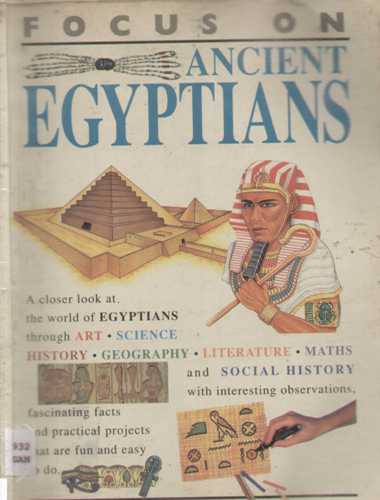 FOCUS ON
ANCIENT
EGYPTIANS
A closer look at
the world of EGYPTIANS
through ART • SCIENCE
HISTORY • GEOGRAPHY • LITERATURE • MATHS
and SOCIAL HISTORY
with interesting observations,
fascinating facts
and practical projects
that are fun and easy
to do.
932